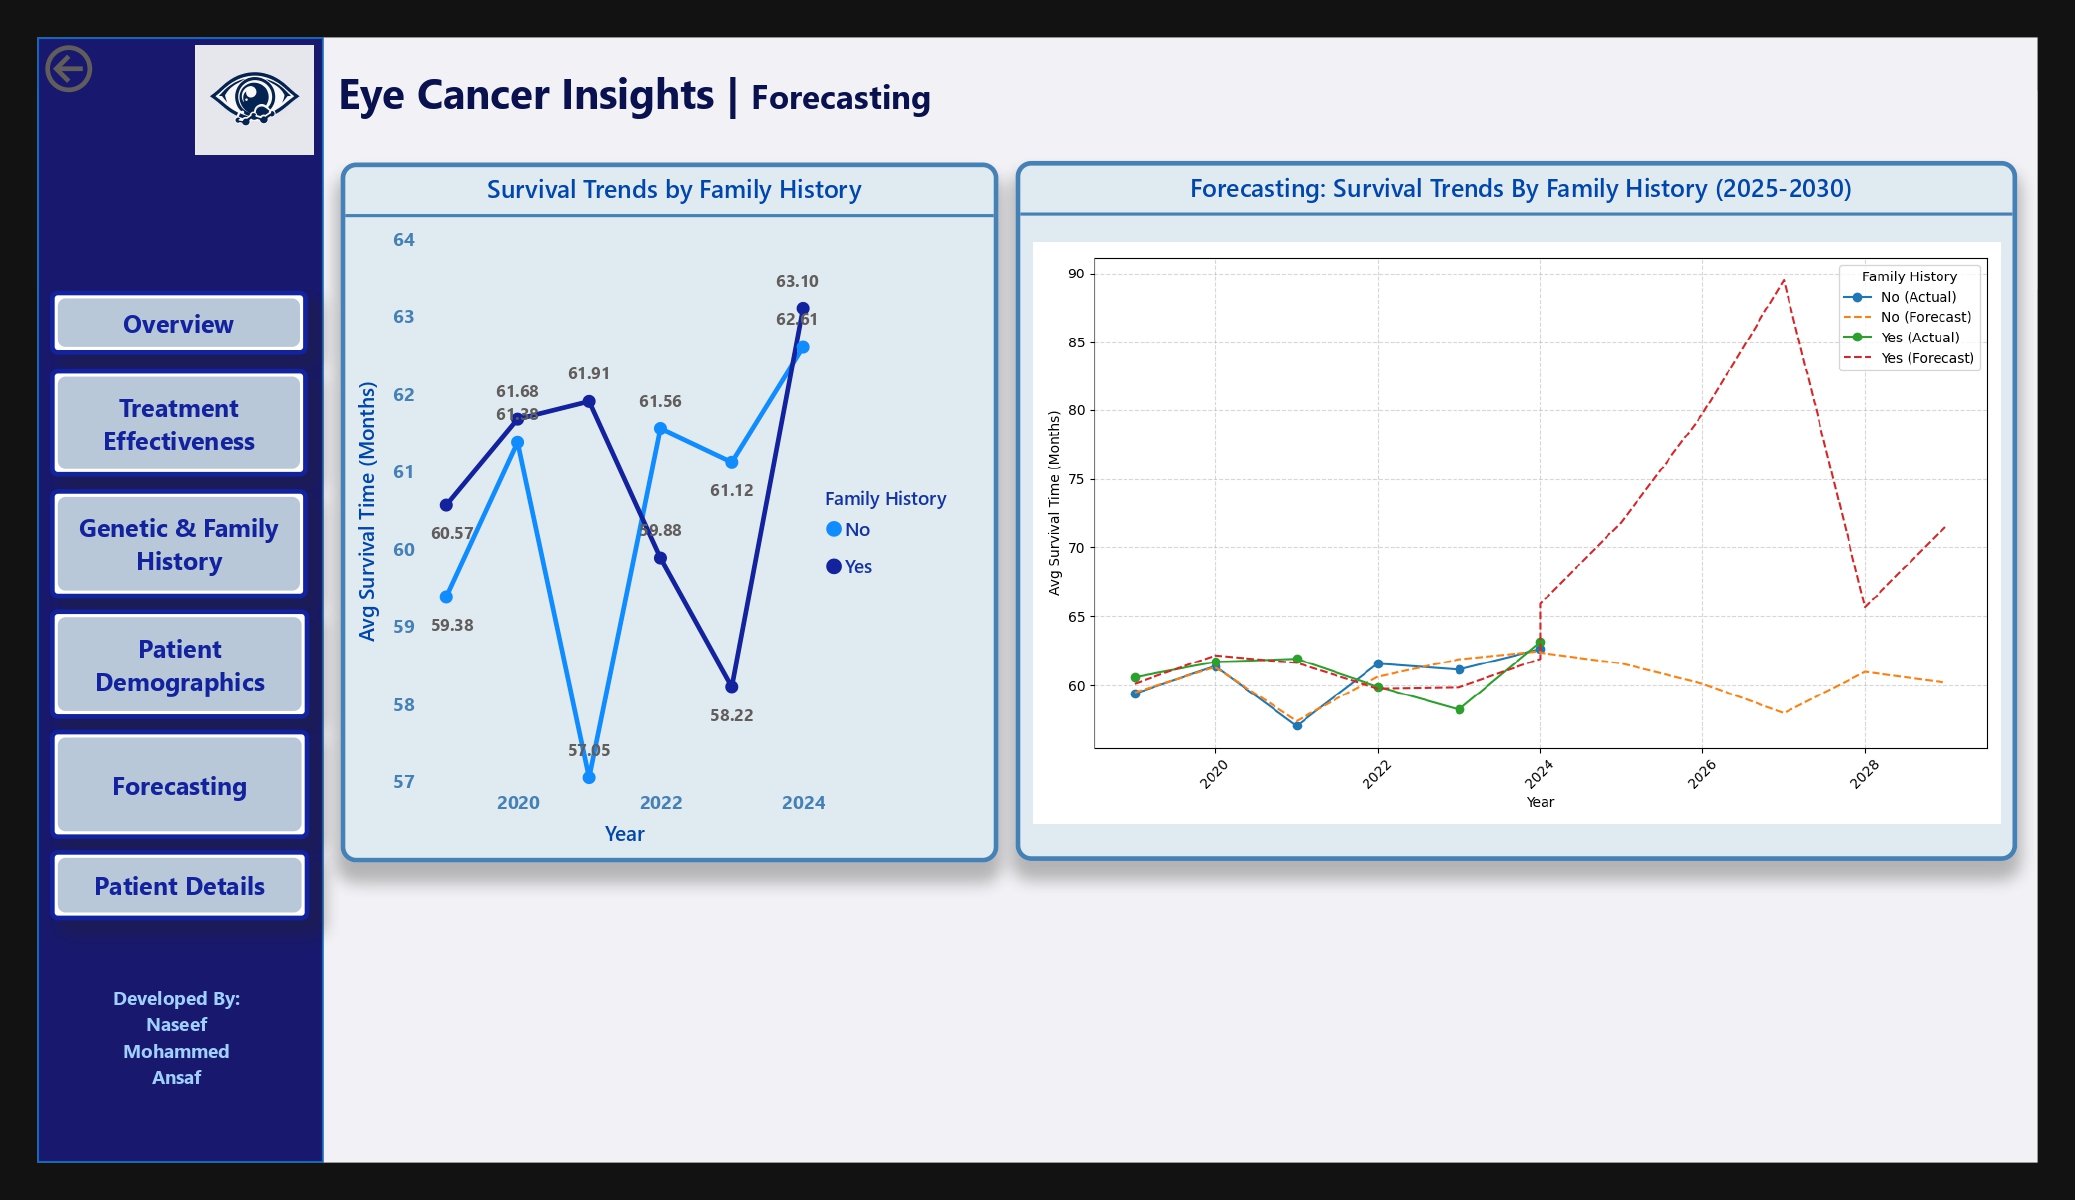 Eye Cancer Insights | Forecasting
Overview
Treatment
Effectiveness
Genetic & Family
History
Patient
Demographics
Forecasting
Patient Details
Developed By:
Naseef
Mohammed
Ansaf
Survival Trends by Family History
64
63
62
61
60
59
58
57
Avg Survival Time (Months)
63.10
62.61
61.91
61.68
61.38
61.56
61.12
60.57
59.88
59.38
58.22
57.05
Family History
No
Yes
2020
2022
2024
Year
Forecasting: Survival Trends By Family History (2025-2030)
90
85
80
75
70
65
60
Avg Survival Time (Months)
Family History
No (Actual)
No (Forecast)
Yes (Actual)
Yes (Forecast)
2020
2022
2024
2026
2028
Year